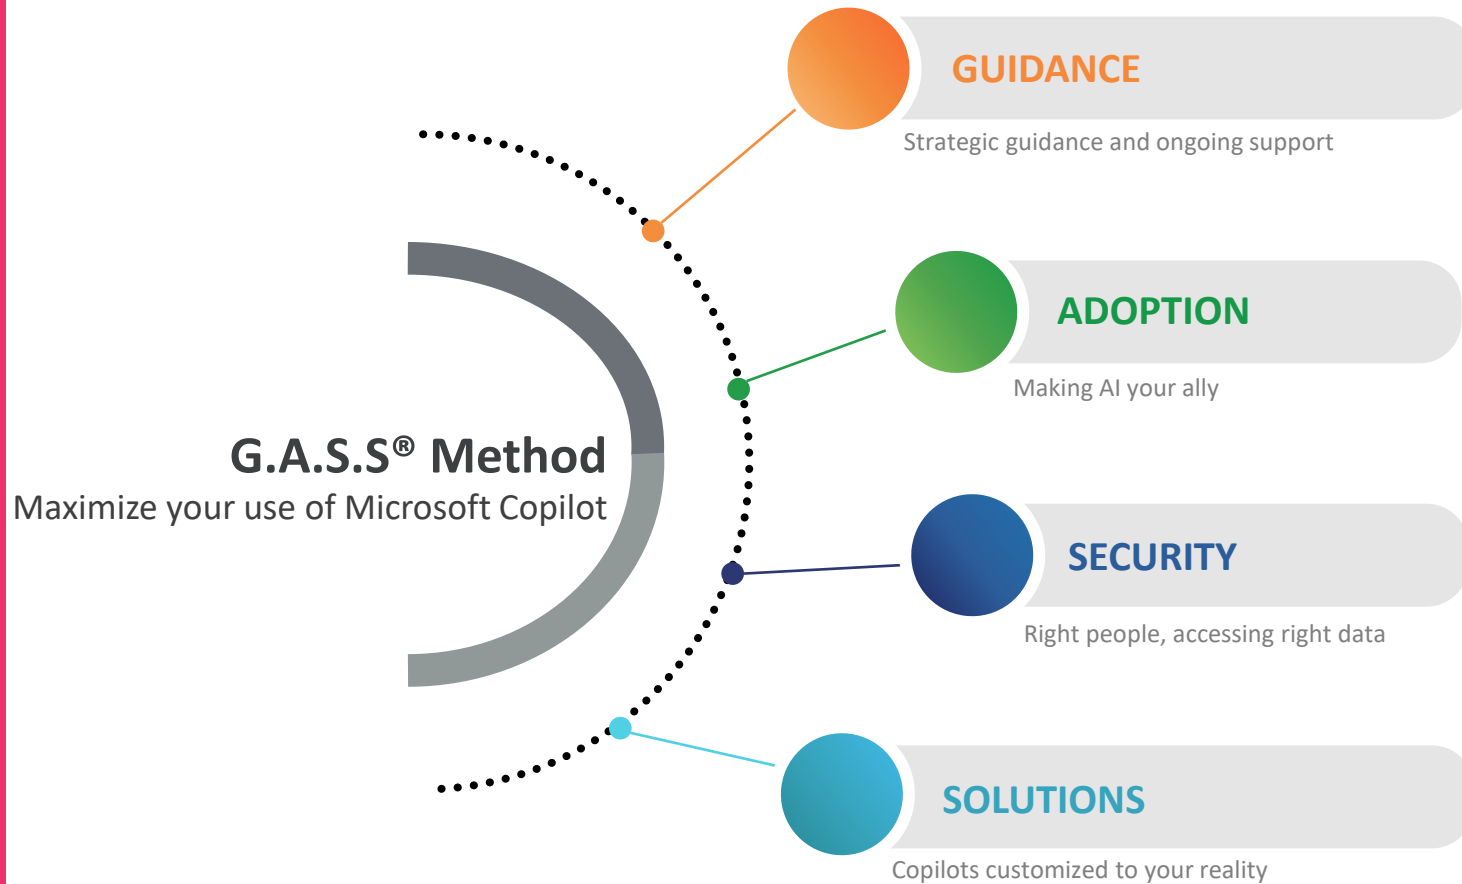 GUIDANCE
Strategic guidance and ongoing support
ADOPTION
Making AI your ally
G.A.S.S® Method
Maximize your use of Microsoft Copilot
SECURITY
Right people, accessing right data
SOLUTIONS
Copilots customized to your reality